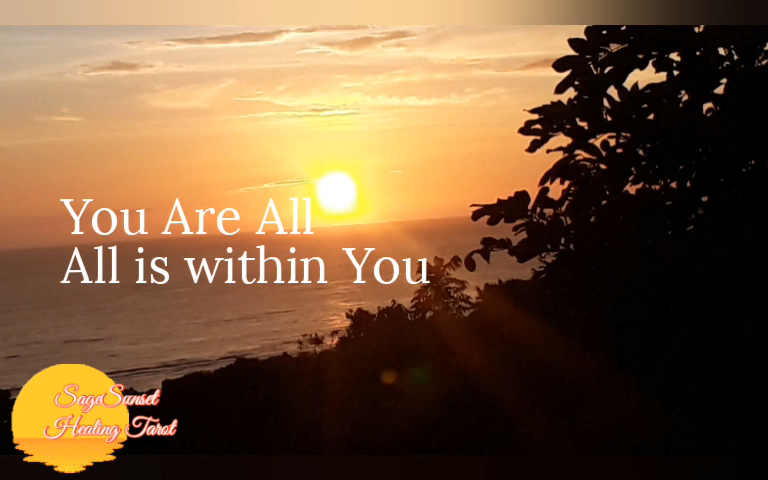 You Are All
All is within You
SageSunset
Healing Tarot